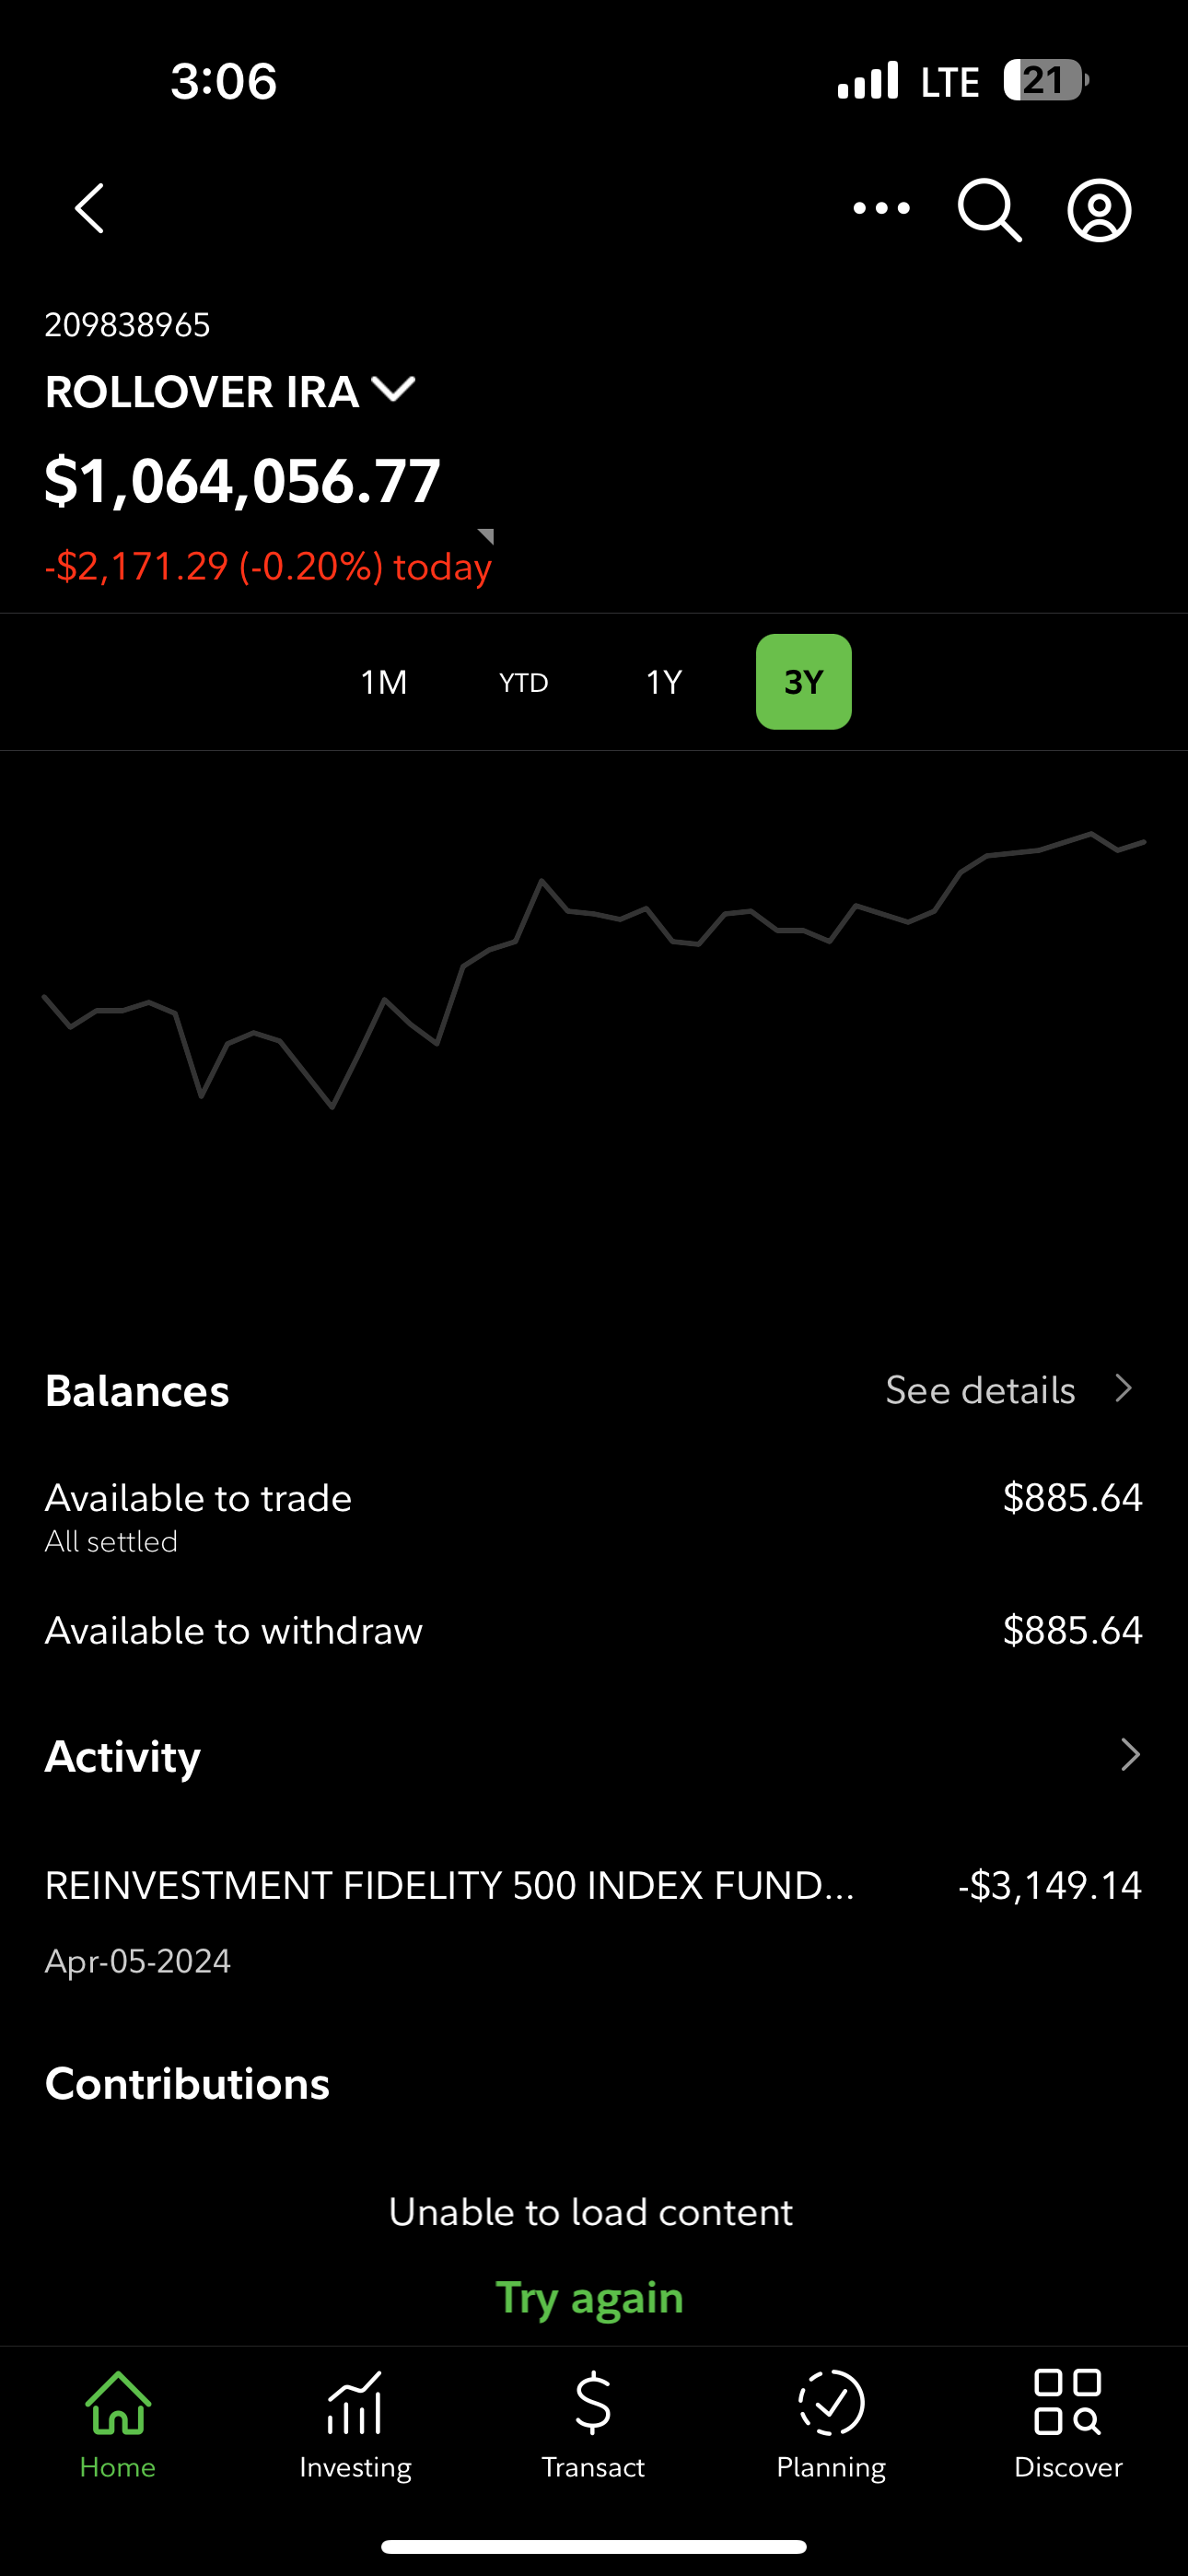 3:06 LTE 21
209838965
ROLLOVER IRA
$1,064,056.77
-$2,171.29 (-0.20%) today
1M YTD 1Y 3Y
Balances See details
Available to trade $885.64
All settled
Available to withdraw $885.64
Activity
REINVESTMENT FIDELITY 500 INDEX FUND... -$3,149.14
Apr-05-2024
Contributions
Unable to load content
Try again
Home Investing Transact Planning Discover